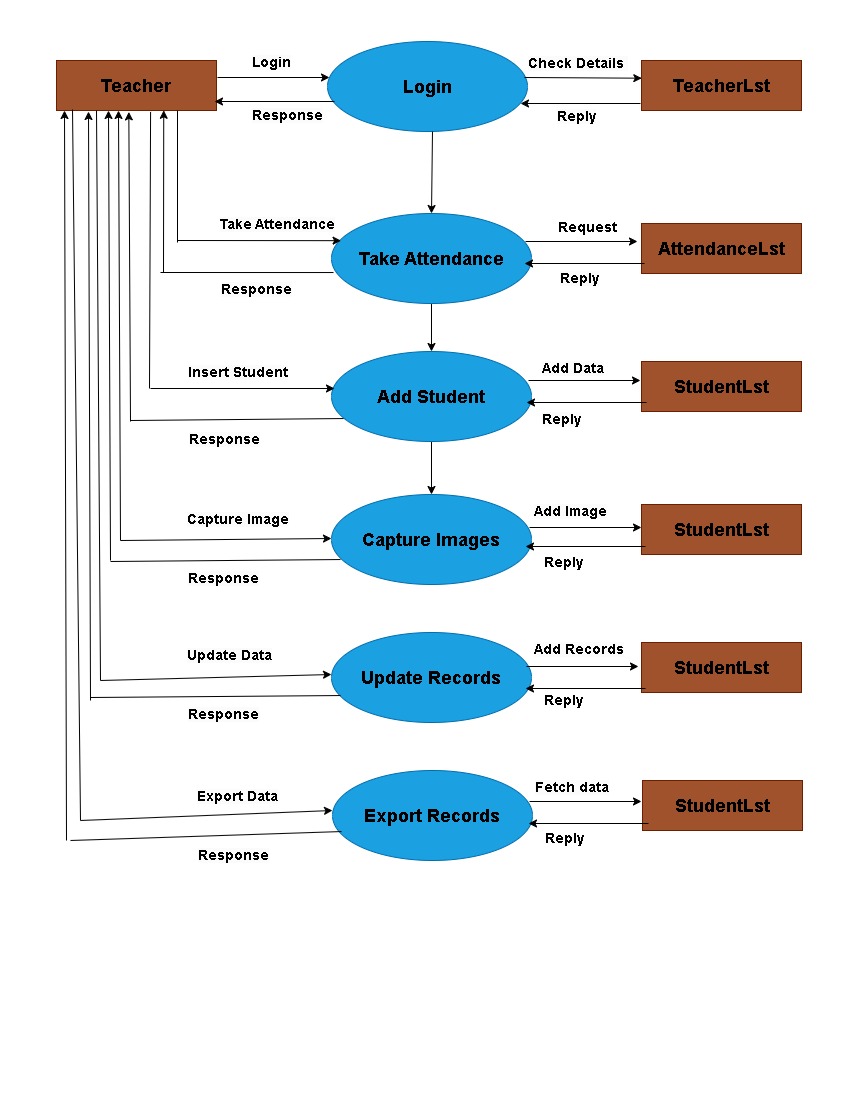 Login
Check Details
Teacher
Login
TeacherLst
Response
Reply
Take Attendance
Request
Take Attendance
AttendanceLst
Response
Reply
Insert Student
Add Data
Add Student
StudentLst
Response
Reply
Capture Image
Add Image
Capture Images
StudentLst
Response
Reply
Update Data
Add Records
Update Records
StudentLst
Response
Reply
Export Data
Fetch data
Export Records
StudentLst
Response
Reply